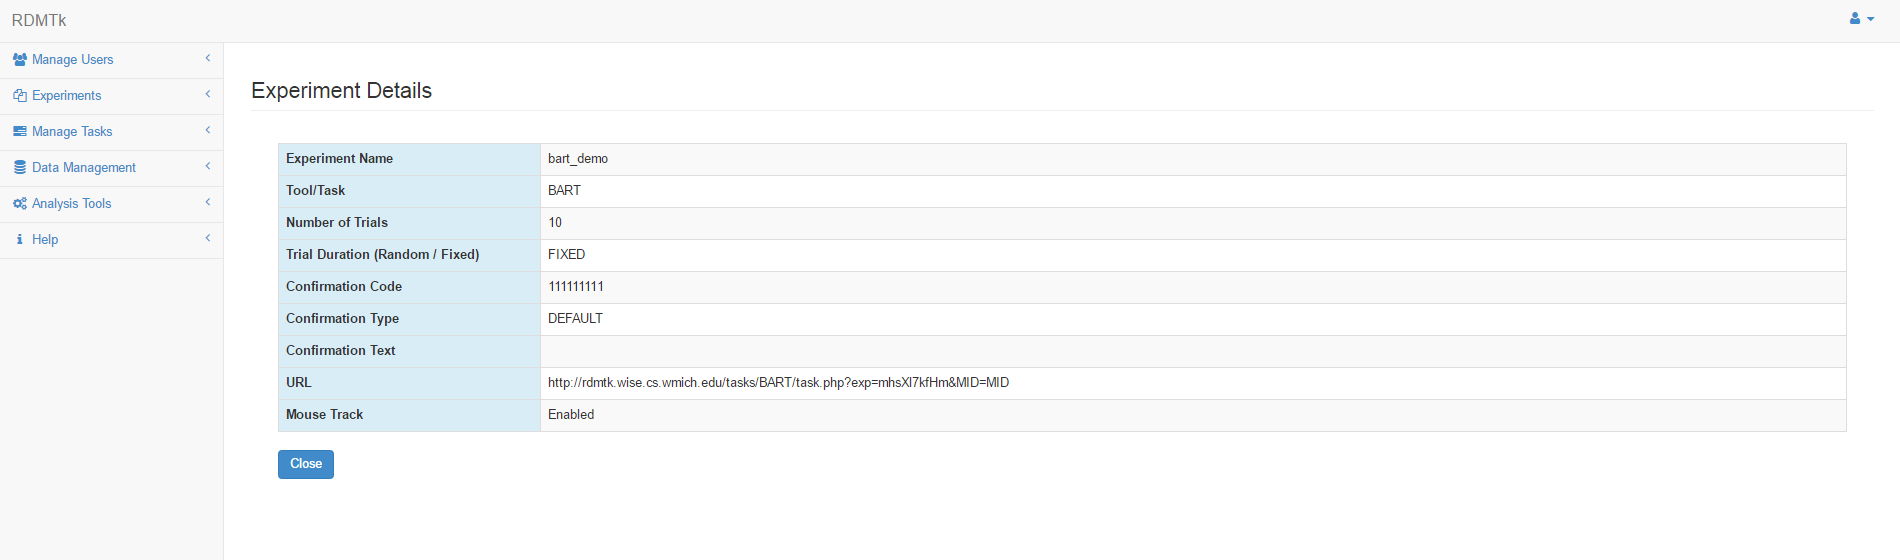 RDMTk
Manage Users
Experiments
Manage Tasks
Data Management
Analysis Tools
Help
Experiment Details
Experiment Name bart_demo
Tool/Task BART
Number of Trials 10
Trial Duration (Random / Fixed) FIXED
Confirmation Code 111111111
Confirmation Type DEFAULT
Confirmation Text
URL http://rdmtk.wise.cs.wmich.edu/tasks/BART/task.php?exp=mhsXl7kfHm&MID=MID
Mouse Track Enabled
Close